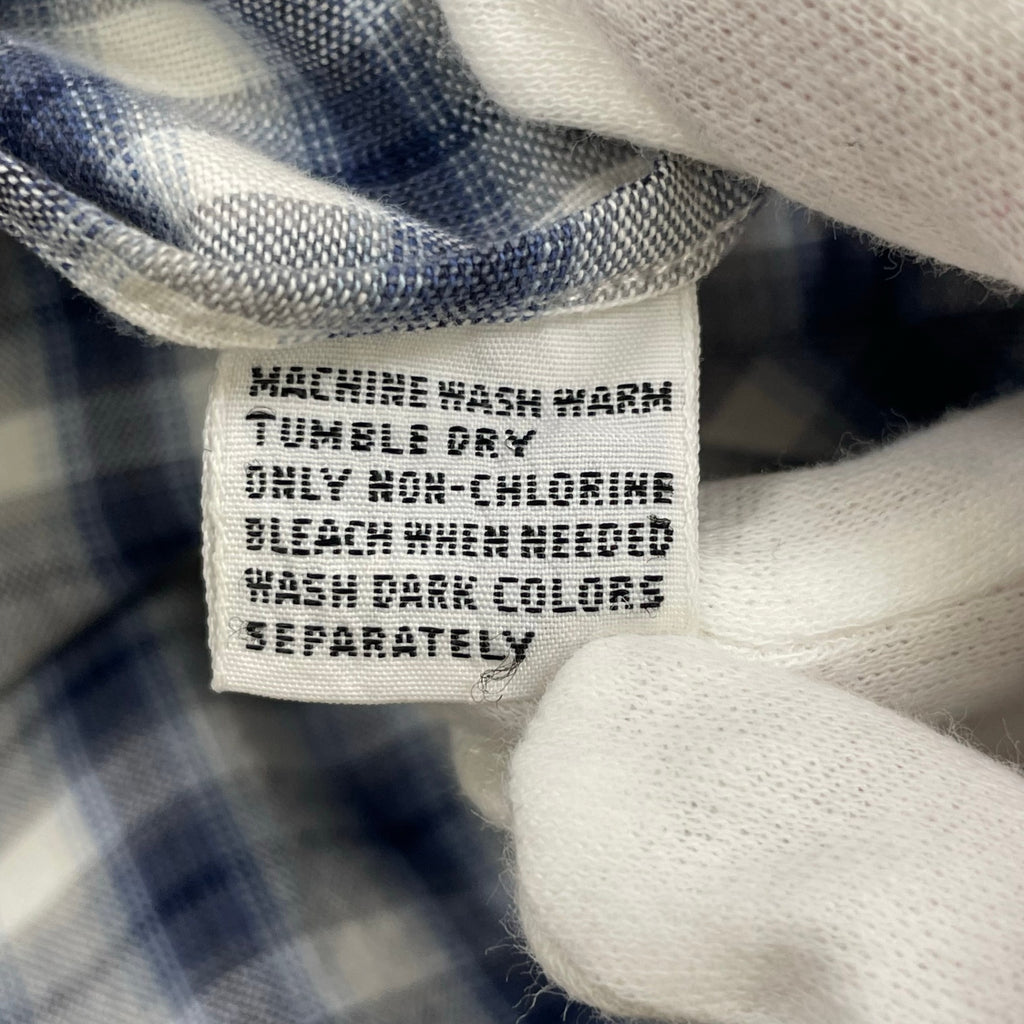 MACHINE WASH WARM
TUMBLE DRY
ONLY NON-CHLORINE
BLEACH WHEN NEEDED
WASH DARK COLORS
SEPARATELY